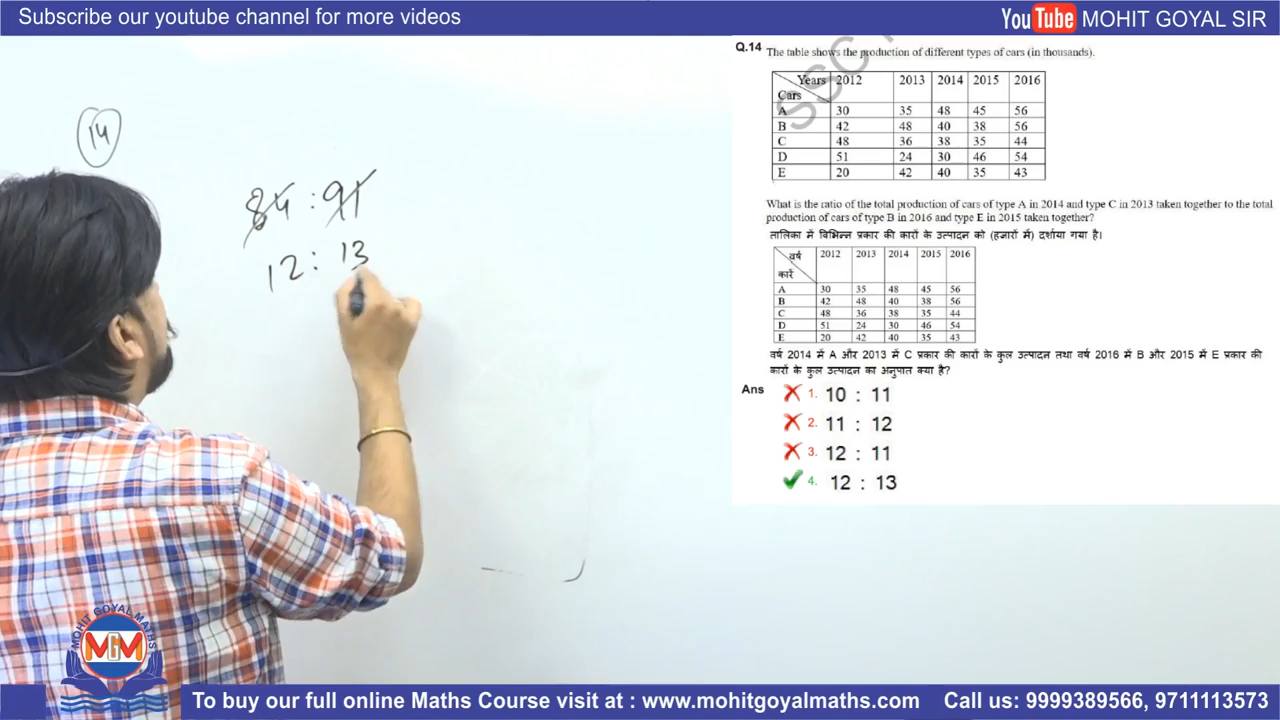 Subscribe our youtube channel for more videos
YouTube MOHIT GOYAL SIR
14
84 : 91
12 : 13
Q.14 The table shows the production of different types of cars (in thousands).
Years 2012 2013 2014 2015 2016
Cars
A 30 35 48 45 56
B 42 48 40 38 56
C 48 36 38 35 44
D 51 24 30 46 54
E 20 42 40 35 43
SSC
What is the ratio of the total production of cars of type A in 2014 and type C in 2013 taken together to the total
production of cars of type B in 2016 and type E in 2015 taken together?
तालिका में विभिन्न प्रकार की कारों के उत्पादन को (हजारों में) दर्शाया गया है।
वर्ष 2012 2013 2014 2015 2016
कारें
A 30 35 48 45 56
B 42 48 40 38 56
C 48 36 38 35 44
D 51 24 30 46 54
E 20 42 40 35 43
वर्ष 2014 में A और 2013 में C प्रकार की कारों के कुल उत्पादन तथा वर्ष 2016 में B और 2015 में E प्रकार की
कारों के कुल उत्पादन का अनुपात क्या है?
Ans 1. 10 : 11
2. 11 : 12
3. 12 : 11
4. 12 : 13
MOHIT GOYAL MATHS
MGM
To buy our full online Maths Course visit at : www.mohitgoyalmaths.com Call us: 9999389566, 9711113573